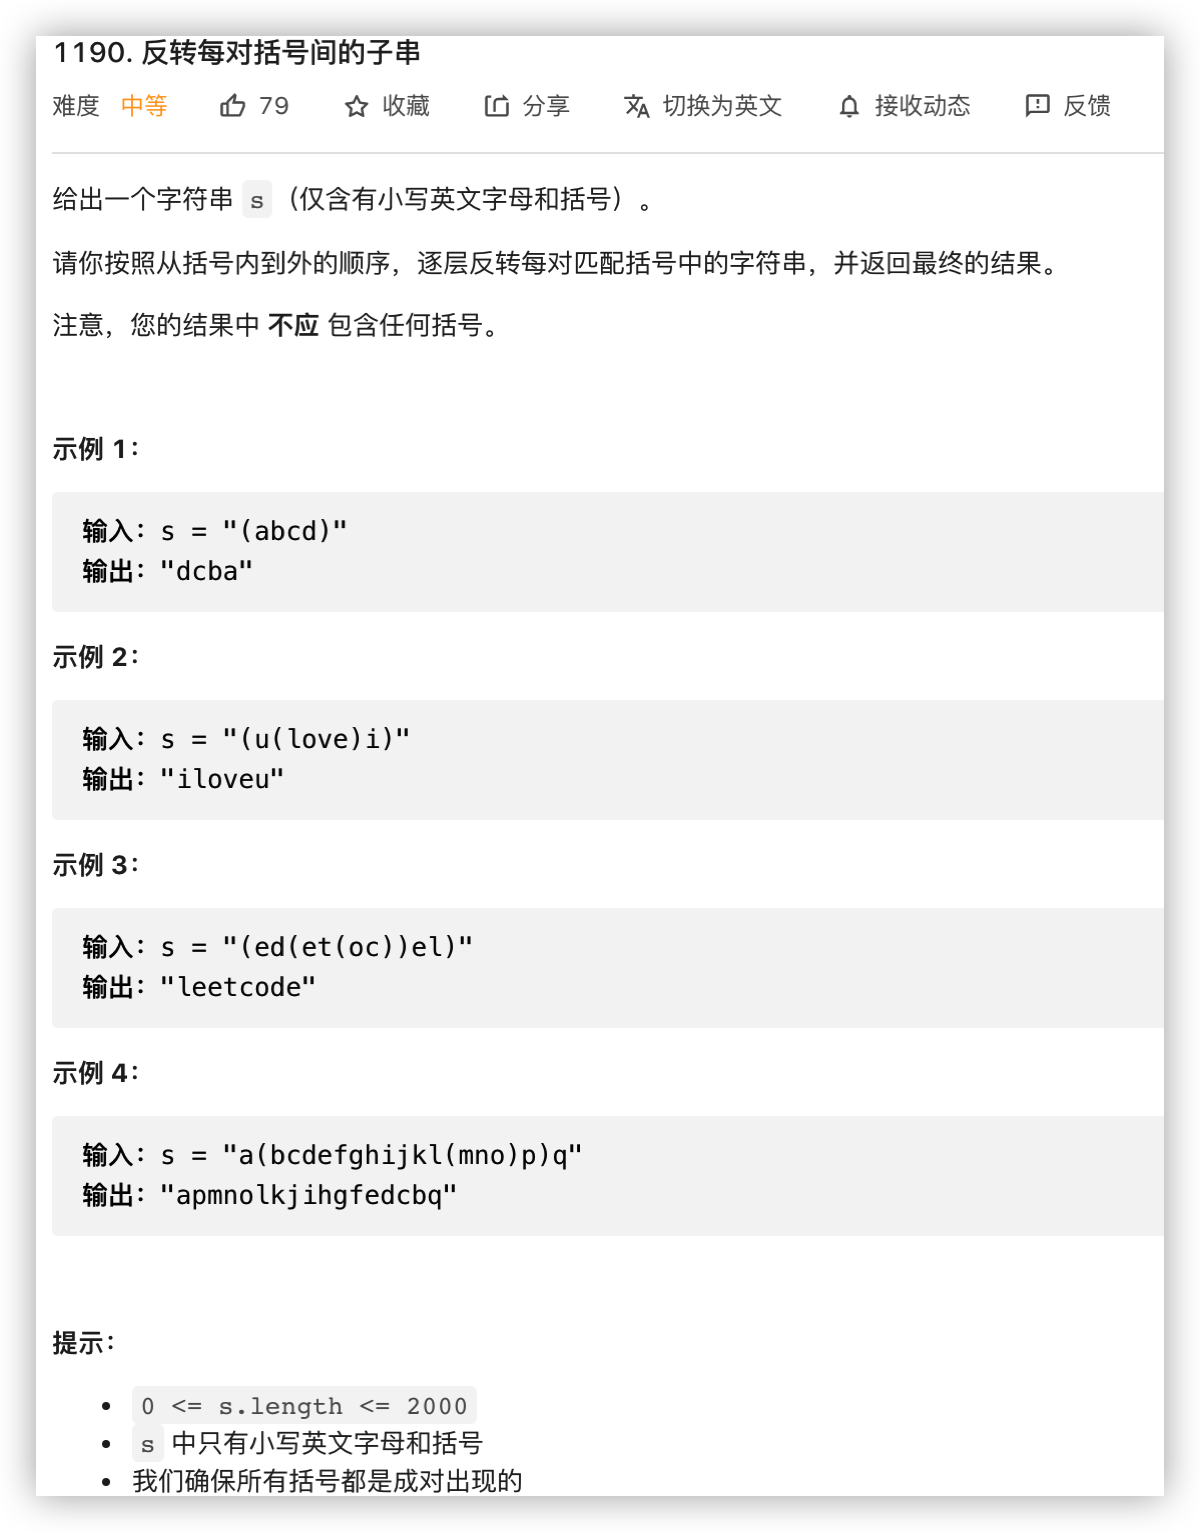 1190. 反转每对括号间的子串
难度 中等 79 收藏 分享 切换为英文 接收动态 反馈
给出一个字符串 s（仅含有小写英文字母和括号）。
请你按照从括号内到外的顺序，逐层反转每对匹配括号中的字符串，并返回最终的结果。
注意，您的结果中 不应 包含任何括号。
示例 1：
输入：s = "(abcd)"
输出："dcba"
示例 2：
输入：s = "(u(love)i)"
输出："iloveu"
示例 3：
输入：s = "(ed(et(oc))el)"
输出："leetcode"
示例 4：
输入：s = "a(bcdefghijkl(mno)p)q"
输出："apmnolkjihgfedcbq"
提示：
• 0 <= s.length <= 2000
• s 中只有小写英文字母和括号
• 我们确保所有括号都是成对出现的